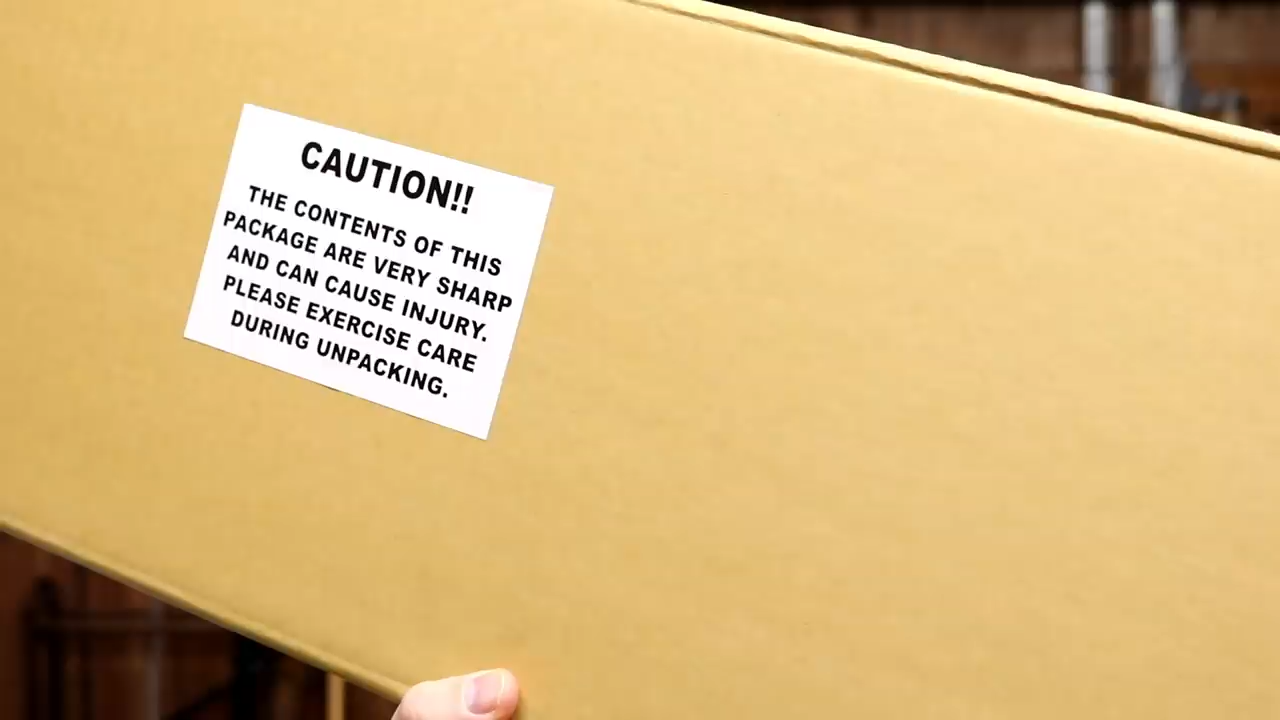 CAUTION!!
THE CONTENTS OF THIS
PACKAGE ARE VERY SHARP
AND CAN CAUSE INJURY.
PLEASE EXERCISE CARE
DURING UNPACKING.